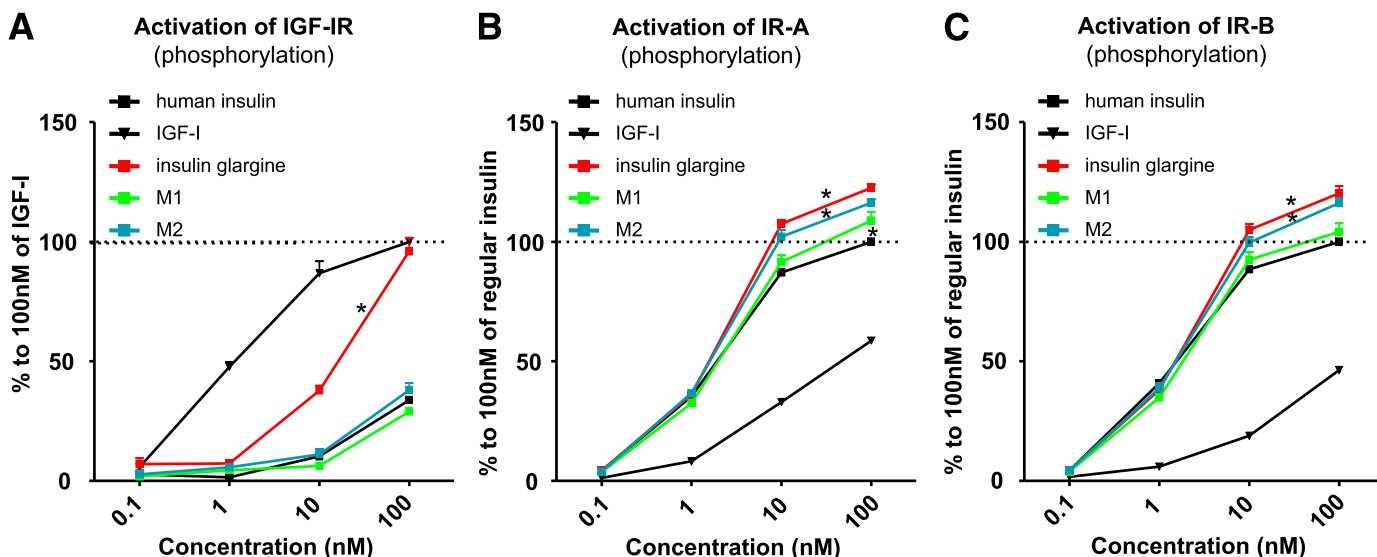 A
Activation of IGF-IR
(phosphorylation)
human insulin
IGF-I
insulin glargine
M1
M2
% to 100nM of IGF-I
150
100
50
0
*
0.1
1
10
100
Concentration (nM)
B
Activation of IR-A
(phosphorylation)
human insulin
IGF-I
insulin glargine
M1
M2
% to 100nM of regular insulin
150
100
50
0
*
*
*
0.1
1
10
100
Concentration (nM)
C
Activation of IR-B
(phosphorylation)
human insulin
IGF-I
insulin glargine
M1
M2
% to 100nM of regular insulin
150
100
50
0
*
*
0.1
1
10
100
Concentration (nM)